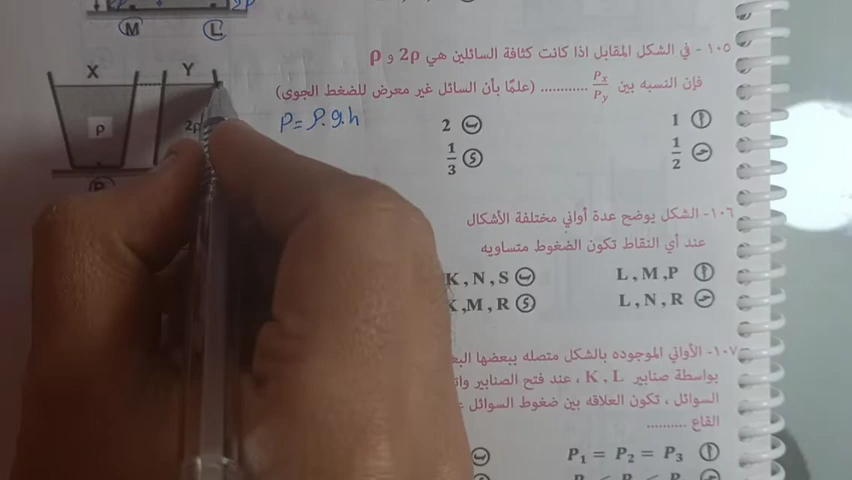 M L
١٠٥ - في الشكل المقابل اذا كانت كثافة السائلين هي 2ρ و ρ
فإن النسبه بين Px/Py ............ (علمًا بأن السائل غير معرض للضغط الجوي)
X Y
ρ 2ρ
P = ρ.g.h
أ 1 ب 2
ج 1/2 د 1/3
١٠٦- الشكل يوضح عدة أواني مختلفة الأشكال
عند أي النقاط تكون الضغوط متساويه
أ L , M ,P ب K , N , S
ج L , N , R د K ,M , R
١٠٧- الأواني الموجوده بالشكل متصله ببعضها
بواسطة صنابير K , L ، عند فتح الصنابير
السوائل ، تكون العلاقه بين ضغوط السوائل
القاع ..........
أ P1 = P2 = P3